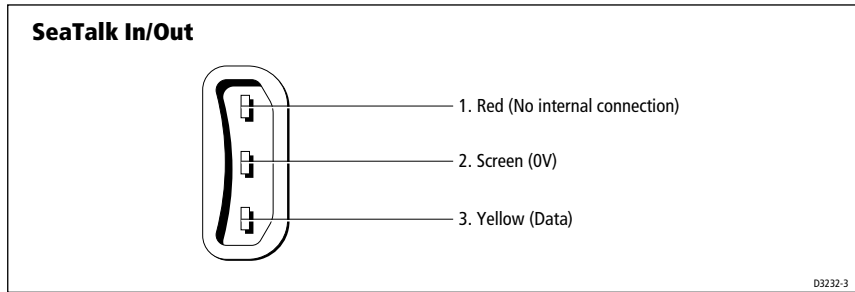 SeaTalk In/Out
1. Red (No internal connection)
2. Screen (0V)
3. Yellow (Data)
D3232-3